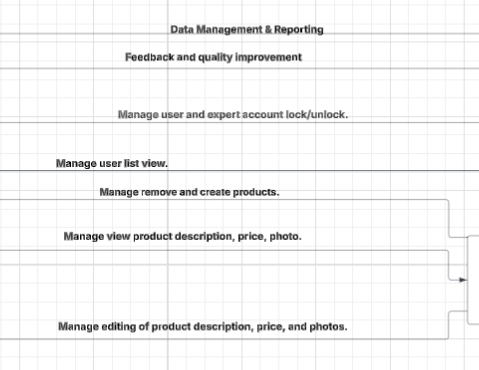 Data Management & Reporting
Feedback and quality improvement
Manage user and expert account lock/unlock.
Manage user list view.
Manage remove and create products.
Manage view product description, price, photo.
Manage editing of product description, price, and photos.